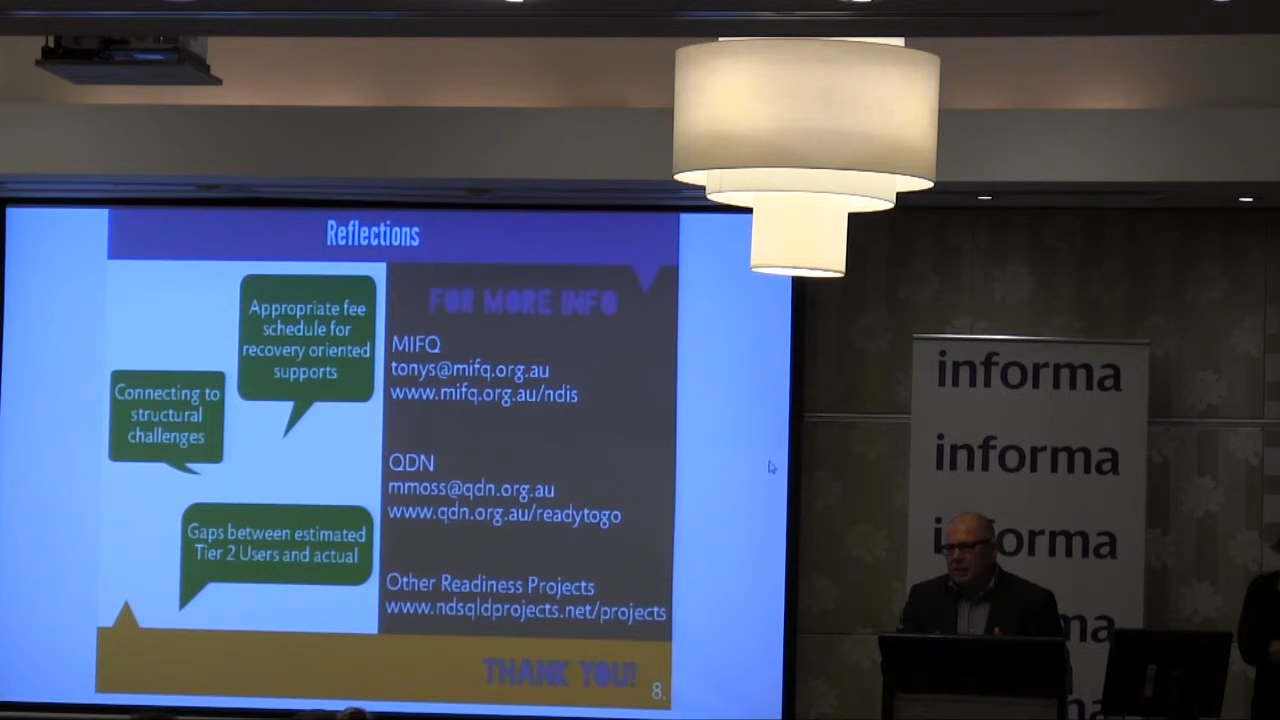 Reflections
Appropriate fee
schedule for
recovery oriented
supports
Connecting to
structural
challenges
Gaps between estimated
Tier 2 Users and actual
FOR MORE INFO
MIFQ
tonys@mifq.org.au
www.mifq.org.au/ndis
QDN
mmoss@qdn.org.au
www.qdn.org.au/readytogo
Other Readiness Projects
www.ndsqldprojects.net/projects
THANK YOU!
8.
informa
informa
informa
ma
ma